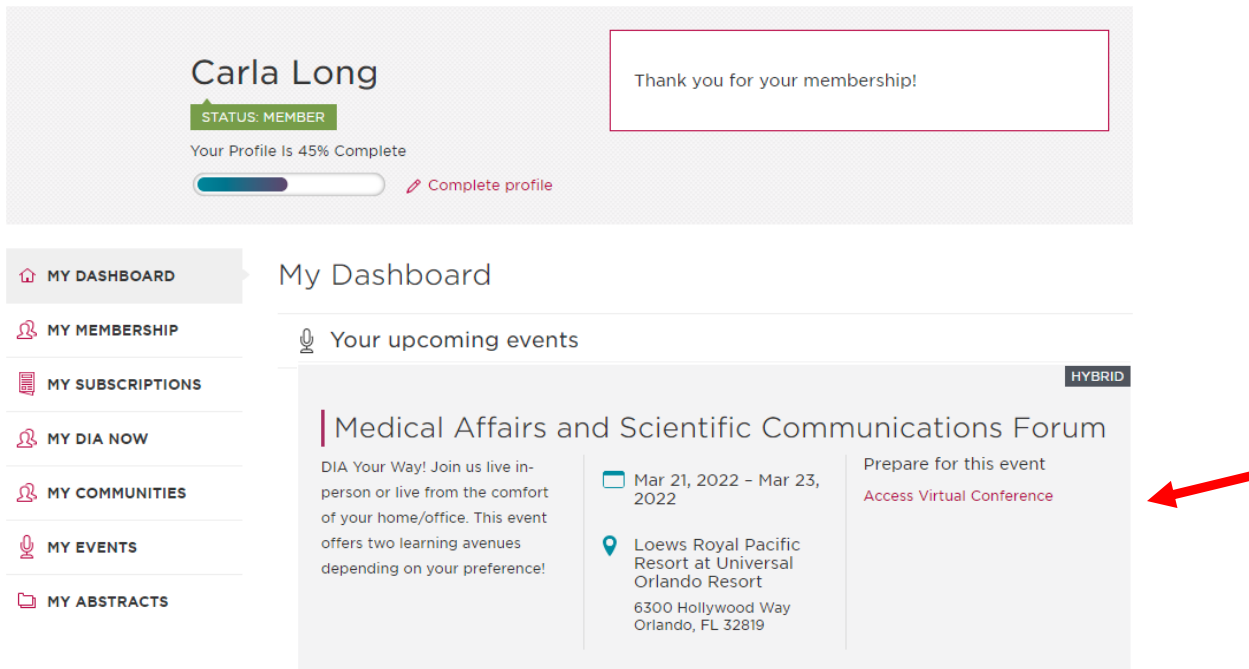 Carla Long
STATUS: MEMBER
Your Profile Is 45% Complete
Complete profile
Thank you for your membership!
MY DASHBOARD
MY MEMBERSHIP
MY SUBSCRIPTIONS
MY DIA NOW
MY COMMUNITIES
MY EVENTS
MY ABSTRACTS
My Dashboard
Your upcoming events
HYBRID
Medical Affairs and Scientific Communications Forum
DIA Your Way! Join us live in-
person or live from the comfort
of your home/office. This event
offers two learning avenues
depending on your preference!
Mar 21, 2022 – Mar 23,
2022
Loews Royal Pacific
Resort at Universal
Orlando Resort
6300 Hollywood Way
Orlando, FL 32819
Prepare for this event
Access Virtual Conference